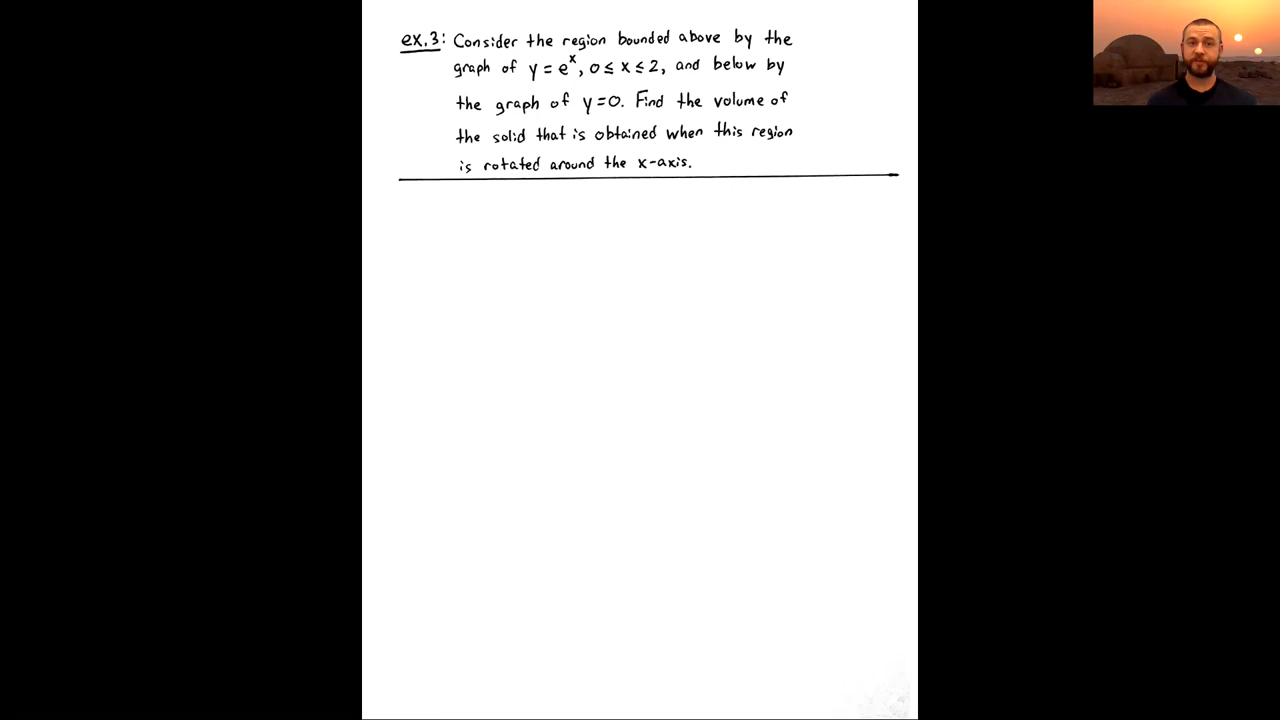 ex.3: Consider the region bounded above by the
graph of y = e^x, 0 ≤ x ≤ 2, and below by
the graph of y = 0. Find the volume of
the solid that is obtained when this region
is rotated around the x-axis.